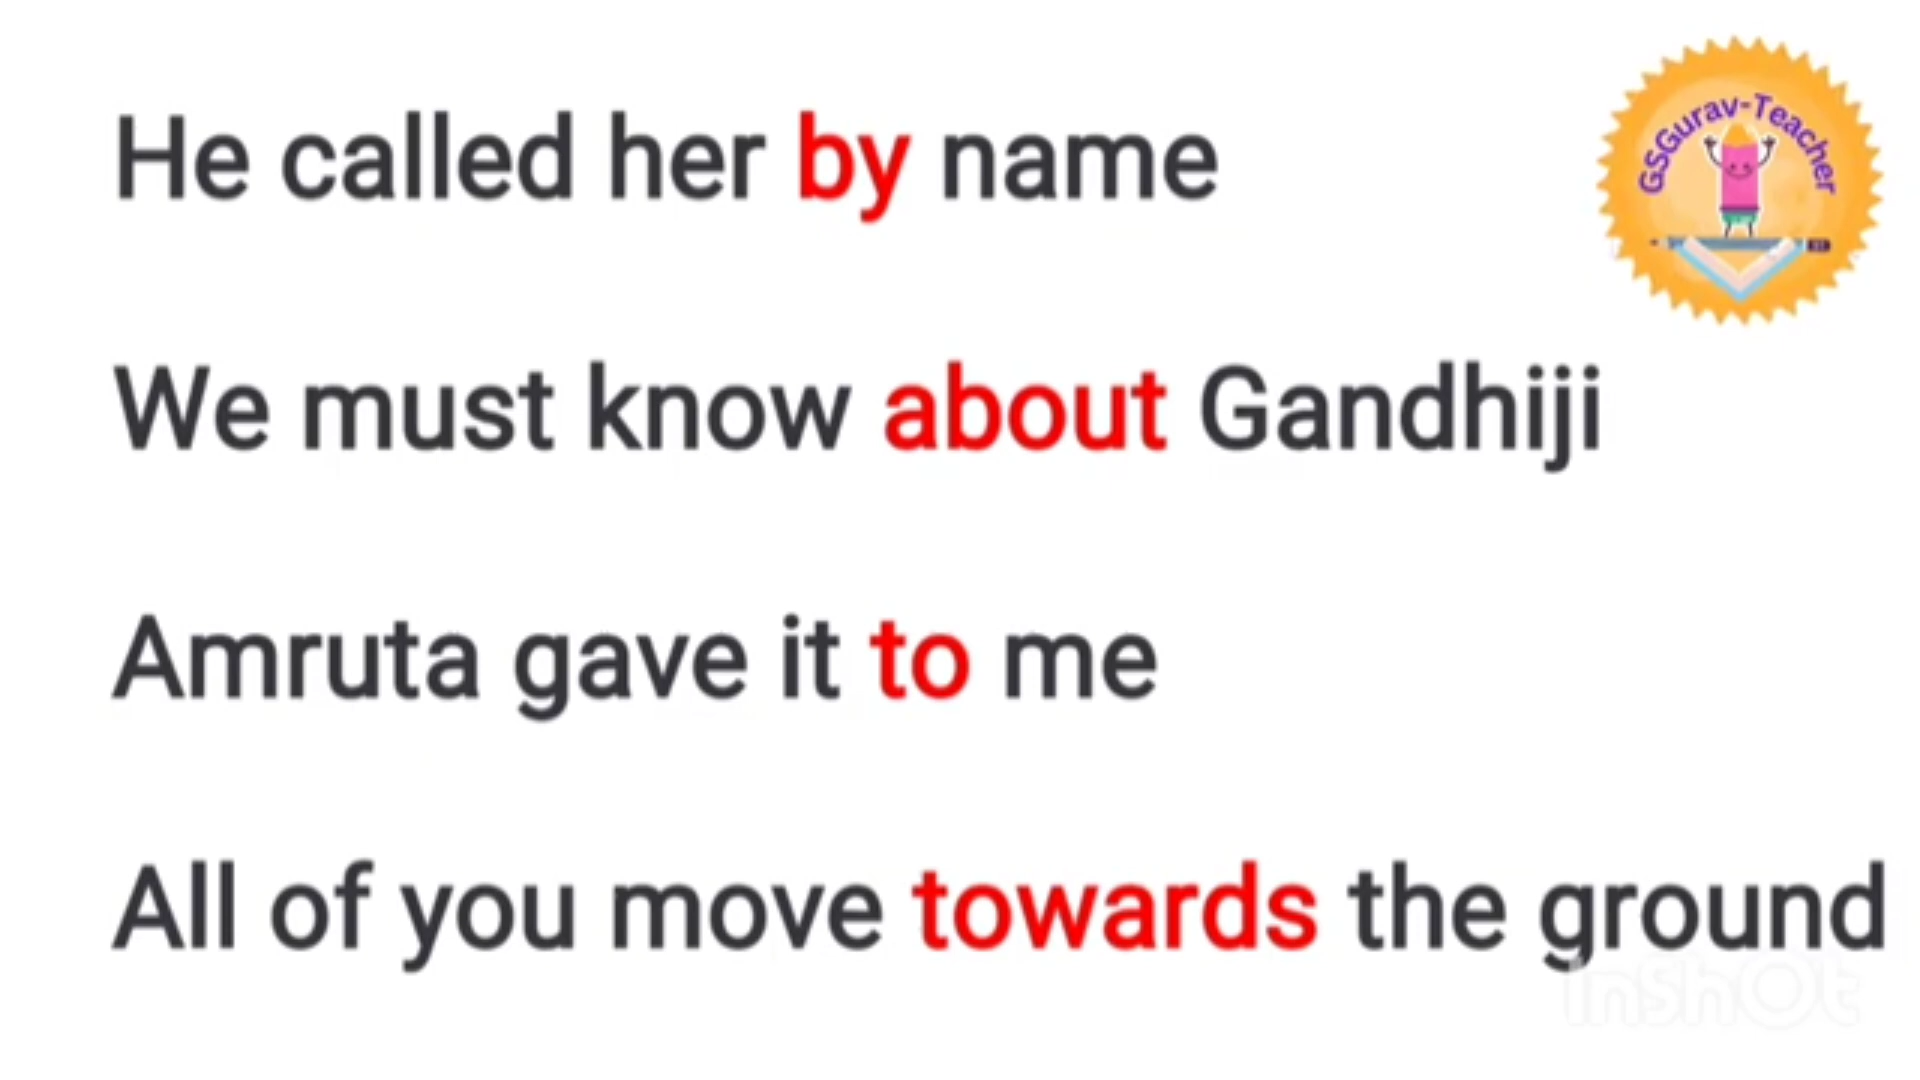 He called her by name
GSGurav-Teacher
We must know about Gandhiji
Amruta gave it to me
All of you move towards the ground
InShOt